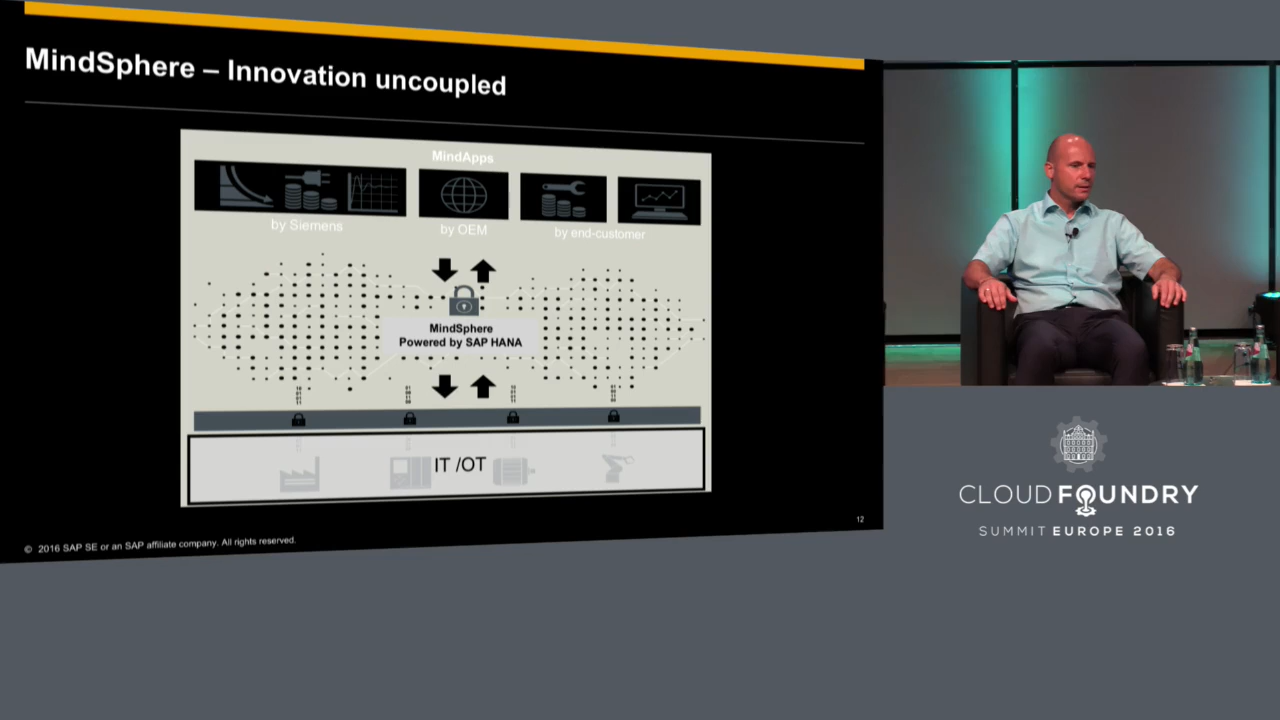 MindSphere – Innovation uncoupled
MindApps
by Siemens
by OEM
by end-customer
MindSphere
Powered by SAP HANA
IT /OT
12
© 2016 SAP SE or an SAP affiliate company. All rights reserved.
CLOUD FOUNDRY
SUMMIT EUROPE 2016